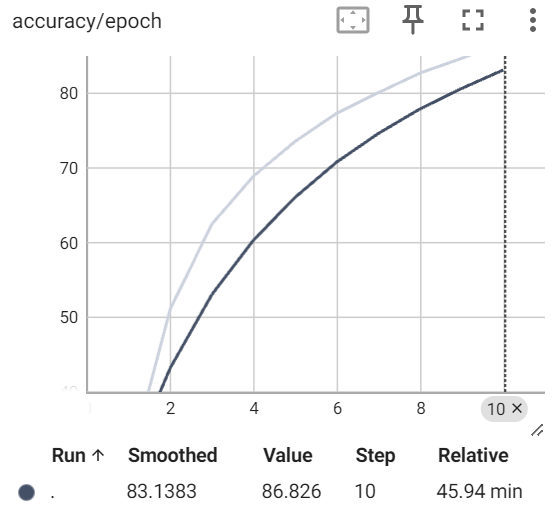 accuracy/epoch
80
70
60
50
40
2 4 6 8 10 ×
Run ↑ Smoothed Value Step Relative
. 83.1383 86.826 10 45.94 min